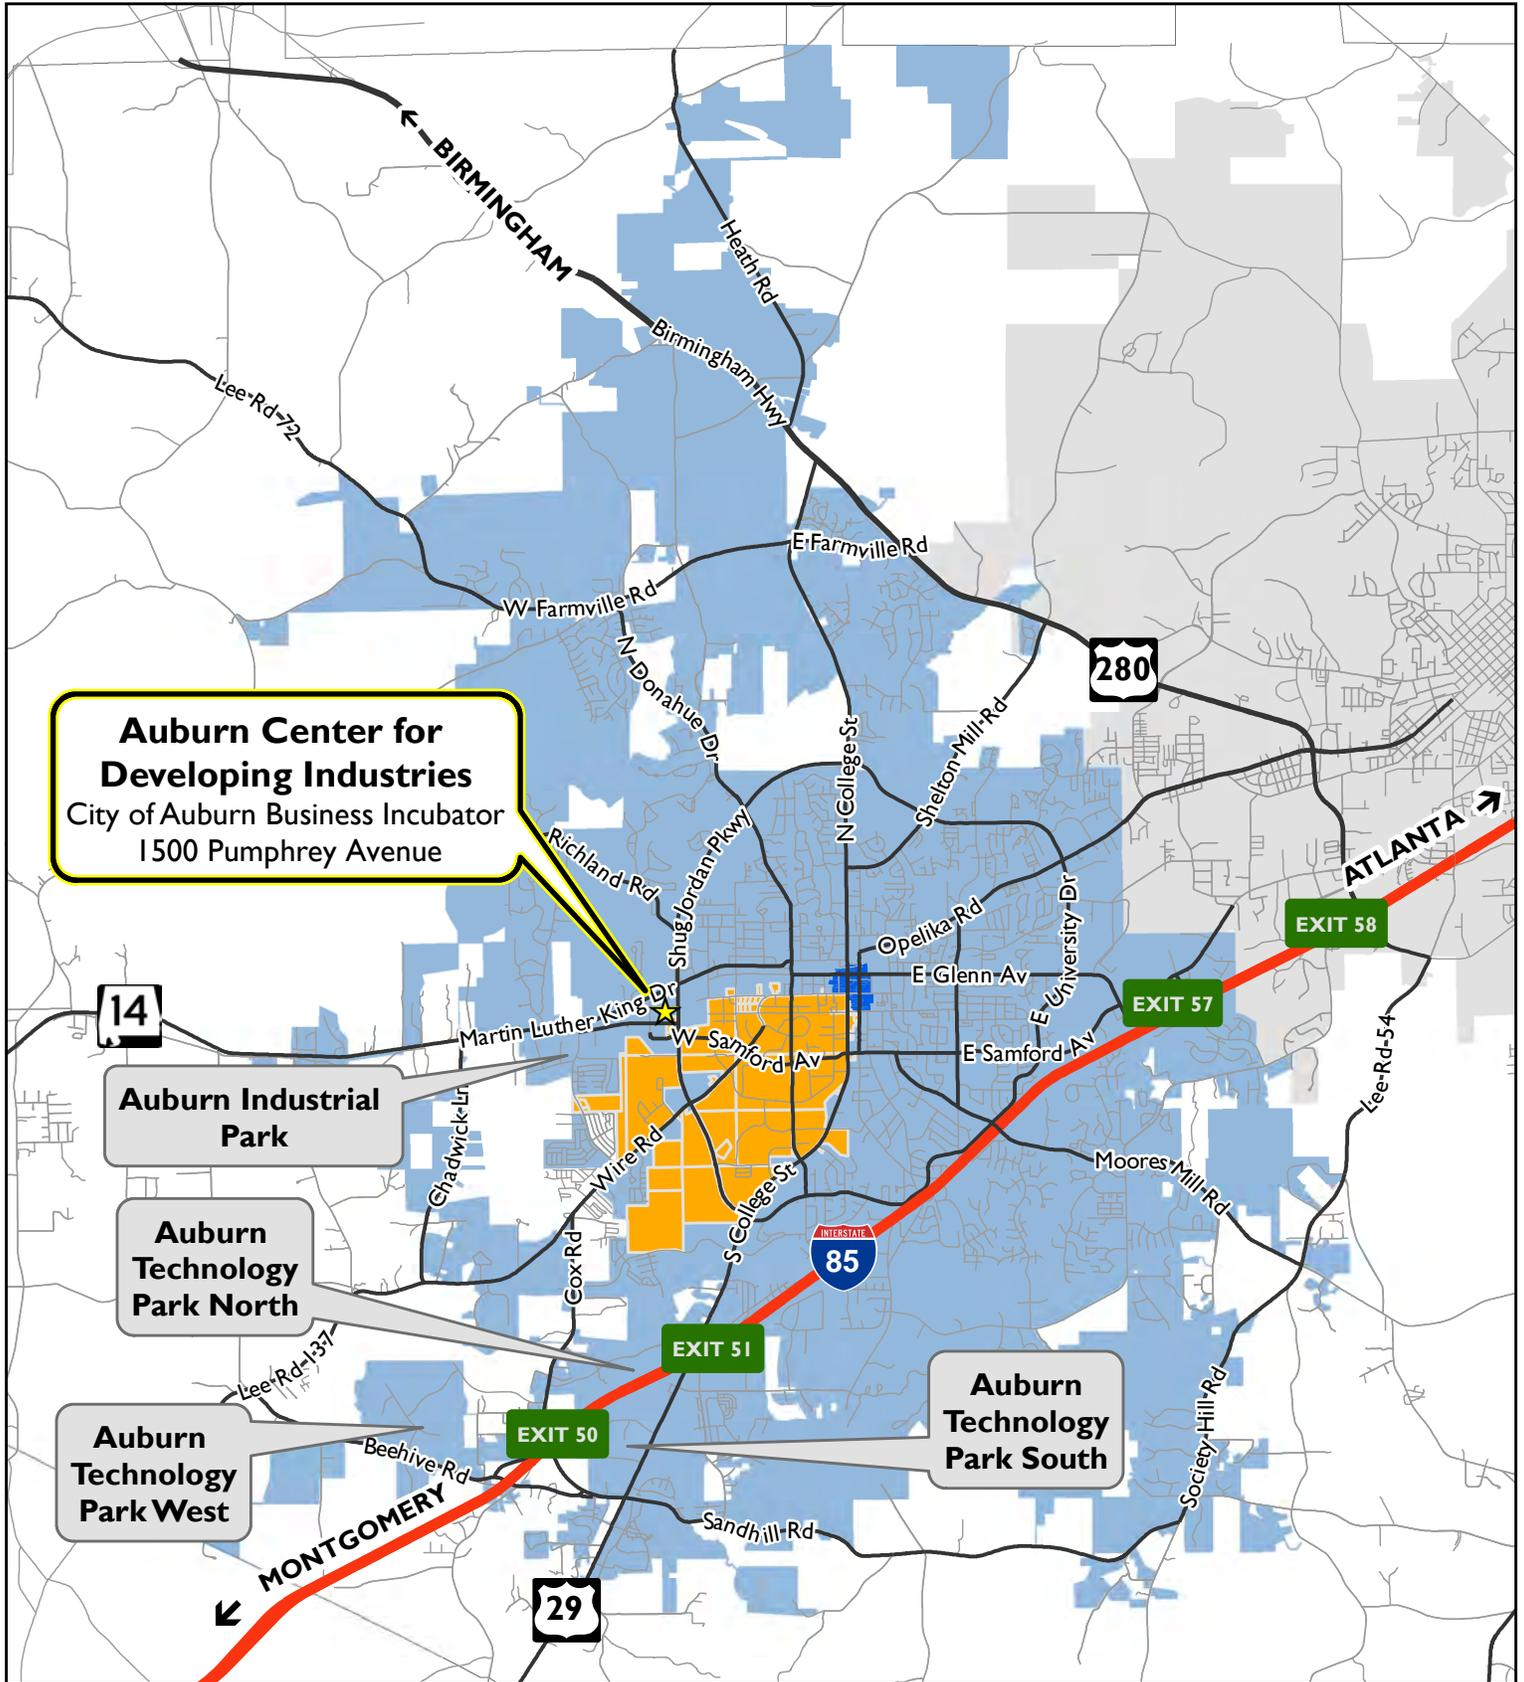 BIRMINGHAM
Heath Rd
Birmingham Hwy
Lee Rd 72
E Farmville Rd
W Farmville Rd
N Donahue Dr
280
Shelton Mill Rd
N College St
Auburn Center for
Developing Industries
City of Auburn Business Incubator
1500 Pumphrey Avenue
Richland Rd
Shug Jordan Pkwy
ATLANTA
EXIT 58
Opelika Rd
E University Dr
E Glenn Av
EXIT 57
14
Martin Luther King Dr
W Samford Av
E Samford Av
Lee Rd 54
Auburn Industrial
Park
Chadwick Ln
Wire Rd
Moores Mill Rd
S College St
Auburn
Technology
Park North
Cox Rd
INTERSTATE
85
EXIT 51
Lee Rd 137
Auburn
Technology
Park South
Society Hill Rd
Auburn
Technology
Park West
EXIT 50
Beehive Rd
MONTGOMERY
Sandhill Rd
29